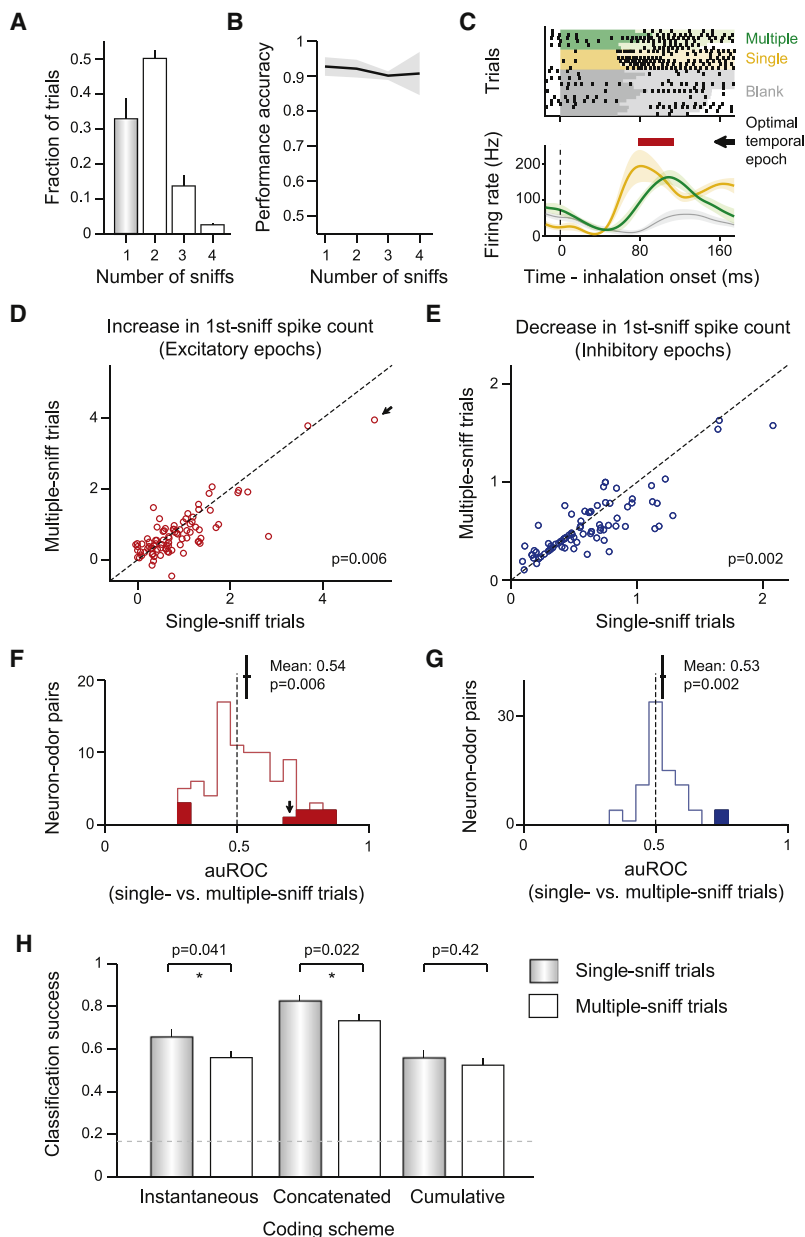 A
Fraction of trials
0.5
0.4
0.3
0.2
0.1
0
1 2 3 4
Number of sniffs
B
Performance accuracy
1
0.9
0.8
0.7
0.6
0.5
1 2 3 4
Number of sniffs
C
Trials
Multiple
Single
Blank
Optimal
temporal
epoch
Firing rate (Hz)
200
100
0
0 80 160
Time - inhalation onset (ms)
D
Increase in 1st-sniff spike count
(Excitatory epochs)
Multiple-sniff trials
4
2
0
0 2 4
p=0.006
Single-sniff trials
E
Decrease in 1st-sniff spike count
(Inhibitory epochs)
Multiple-sniff trials
2
1
0
0 1 2
p=0.002
Single-sniff trials
F
Mean: 0.54
p=0.006
Neuron-odor pairs
20
10
0
0 0.5 1
auROC
(single- vs. multiple-sniff trials)
G
Mean: 0.53
p=0.002
Neuron-odor pairs
30
0
0 0.5 1
auROC
(single- vs. multiple-sniff trials)
H
p=0.041 p=0.022 p=0.42
* *
Single-sniff trials
Multiple-sniff trials
Classification success
1
0.8
0.6
0.4
0.2
0
Instantaneous Concatenated Cumulative
Coding scheme